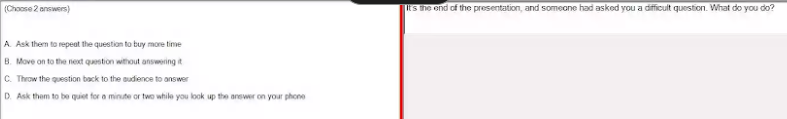 (Choose 2 answers)
A. Ask them to repeat the question to buy more time
B. Move on to the next question without answering it
C. Throw the question back to the audience to answer
D. Ask them to be quiet for a minute or two while you look up the answer on your phone
It's the end of the presentation, and someone had asked you a difficult question. What do you do?